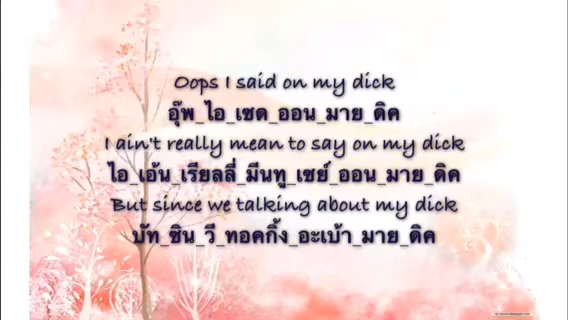 Oops I said on my dick
อุ๊พ_ไอ_เซด_ออน_มาย_ดิค
I ain't really mean to say on my dick
ไอ_เอ้น_เรียลลี่_มีนทู_เซย์_ออน_มาย_ดิค
But since we talking about my dick
บัท_ซิน_วี_ทอคกิ้ง_อะเบ้า_มาย_ดิค